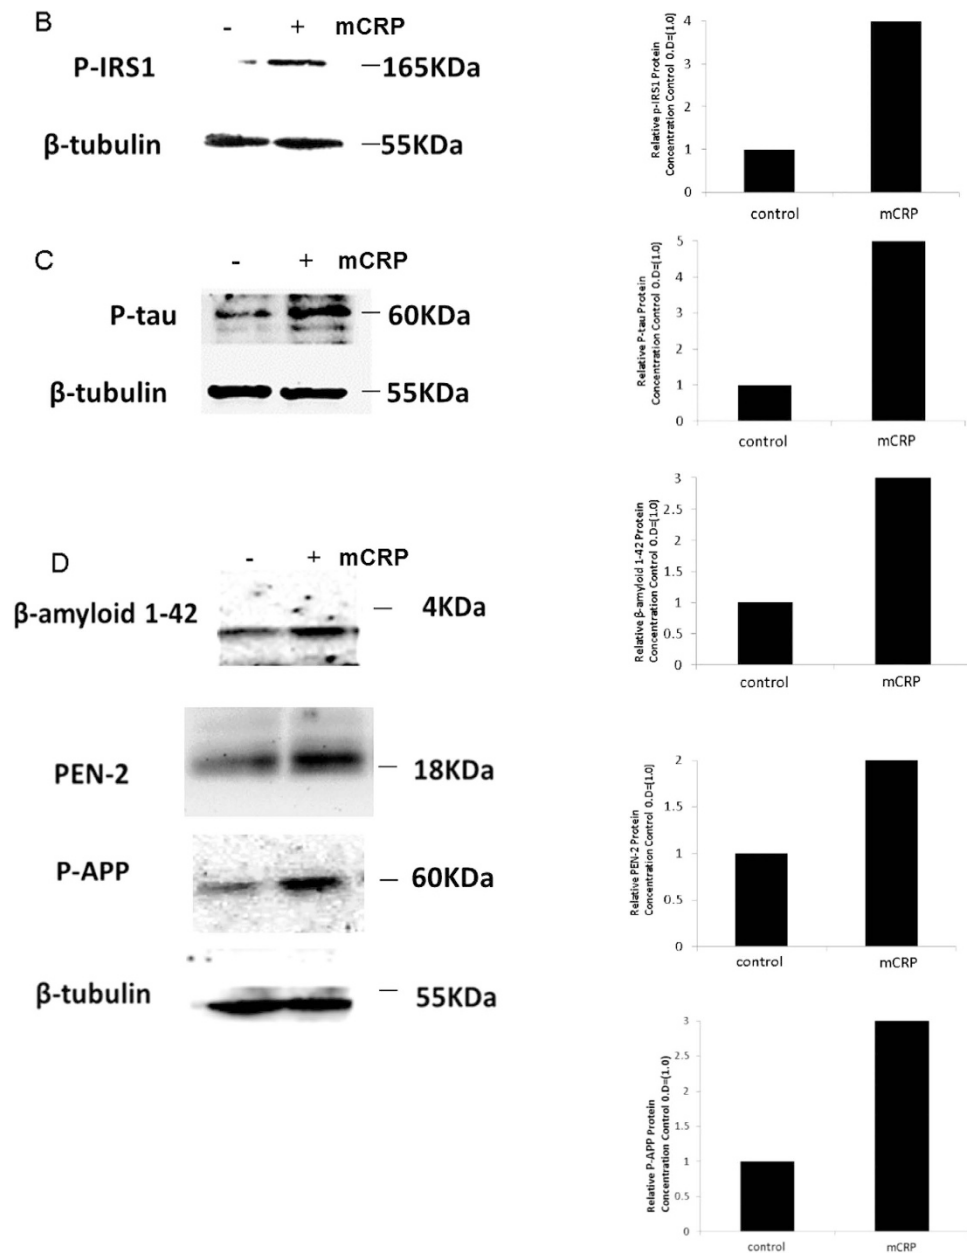 B
- + mCRP
P-IRS1
165KDa
β-tubulin
55KDa
Relative p-IRS1 Protein
Concentration Control O.D=(1.0)
4
3
2
1
0
control mCRP
C
- + mCRP
P-tau
60KDa
β-tubulin
55KDa
Relative P-tau Protein
Concentration Control O.D=(1.0)
5
4
3
2
1
0
control mCRP
D
- + mCRP
β-amyloid 1-42
4KDa
PEN-2
18KDa
P-APP
60KDa
β-tubulin
55KDa
Relative β-amyloid 1-42 Protein
Concentration Control O.D=(1.0)
3
2.5
2
1.5
1
0.5
0
control mCRP
Relative PEN-2 Protein
Concentration Control O.D=(1.0)
2
1.5
1
0.5
0
control mCRP
Relative P-APP Protein
Concentration Control O.D=(1.0)
3
2.5
2
1.5
1
0.5
0
control mCRP